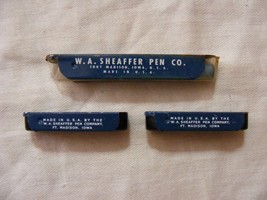 W.A. SHEAFFER PEN CO.
FORT MADISON, IOWA, U.S.A.
MADE IN U.S.A.
MADE IN U.S.A. BY THE
W.A. SHEAFFER PEN COMPANY,
FT. MADISON, IOWA
MADE IN U.S.A. BY THE
W.A. SHEAFFER PEN COMPANY,
FT. MADISON, IOWA